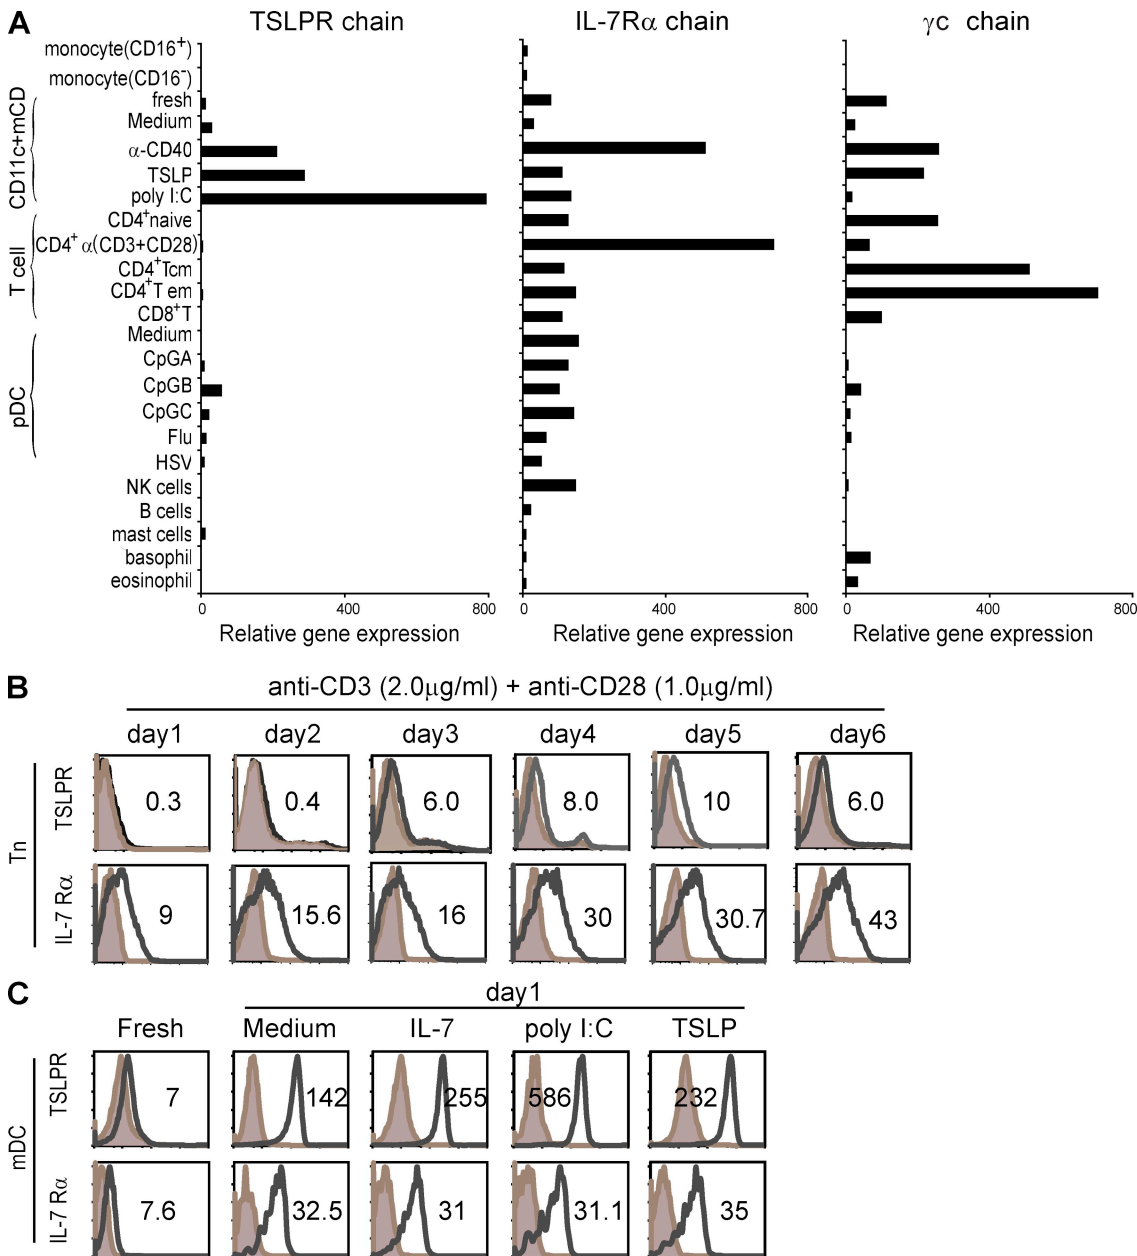 A
TSLPR chain
IL-7Rα chain
γc chain
monocyte(CD16+)
monocyte(CD16-)
CD11c+mCD
fresh
Medium
α-CD40
TSLP
poly I:C
T cell
CD4+naive
CD4+ α(CD3+CD28)
CD4+Tcm
CD4+T em
CD8+T
pDC
Medium
CpGA
CpGB
CpGC
Flu
HSV
NK cells
B cells
mast cells
basophil
eosinophil
0 400 800
0 400 800
0 400 800
Relative gene expression
Relative gene expression
Relative gene expression
B
anti-CD3 (2.0μg/ml) + anti-CD28 (1.0μg/ml)
day1 day2 day3 day4 day5 day6
Tn
TSLPR
0.3 0.4 6.0 8.0 10 6.0
IL-7 Rα
9 15.6 16 30 30.7 43
C
day1
Fresh Medium IL-7 poly I:C TSLP
mDC
TSLPR
7 142 255 586 232
IL-7 Rα
7.6 32.5 31 31.1 35